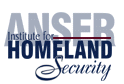 ANSER
Institute for
HOMELAND
Security